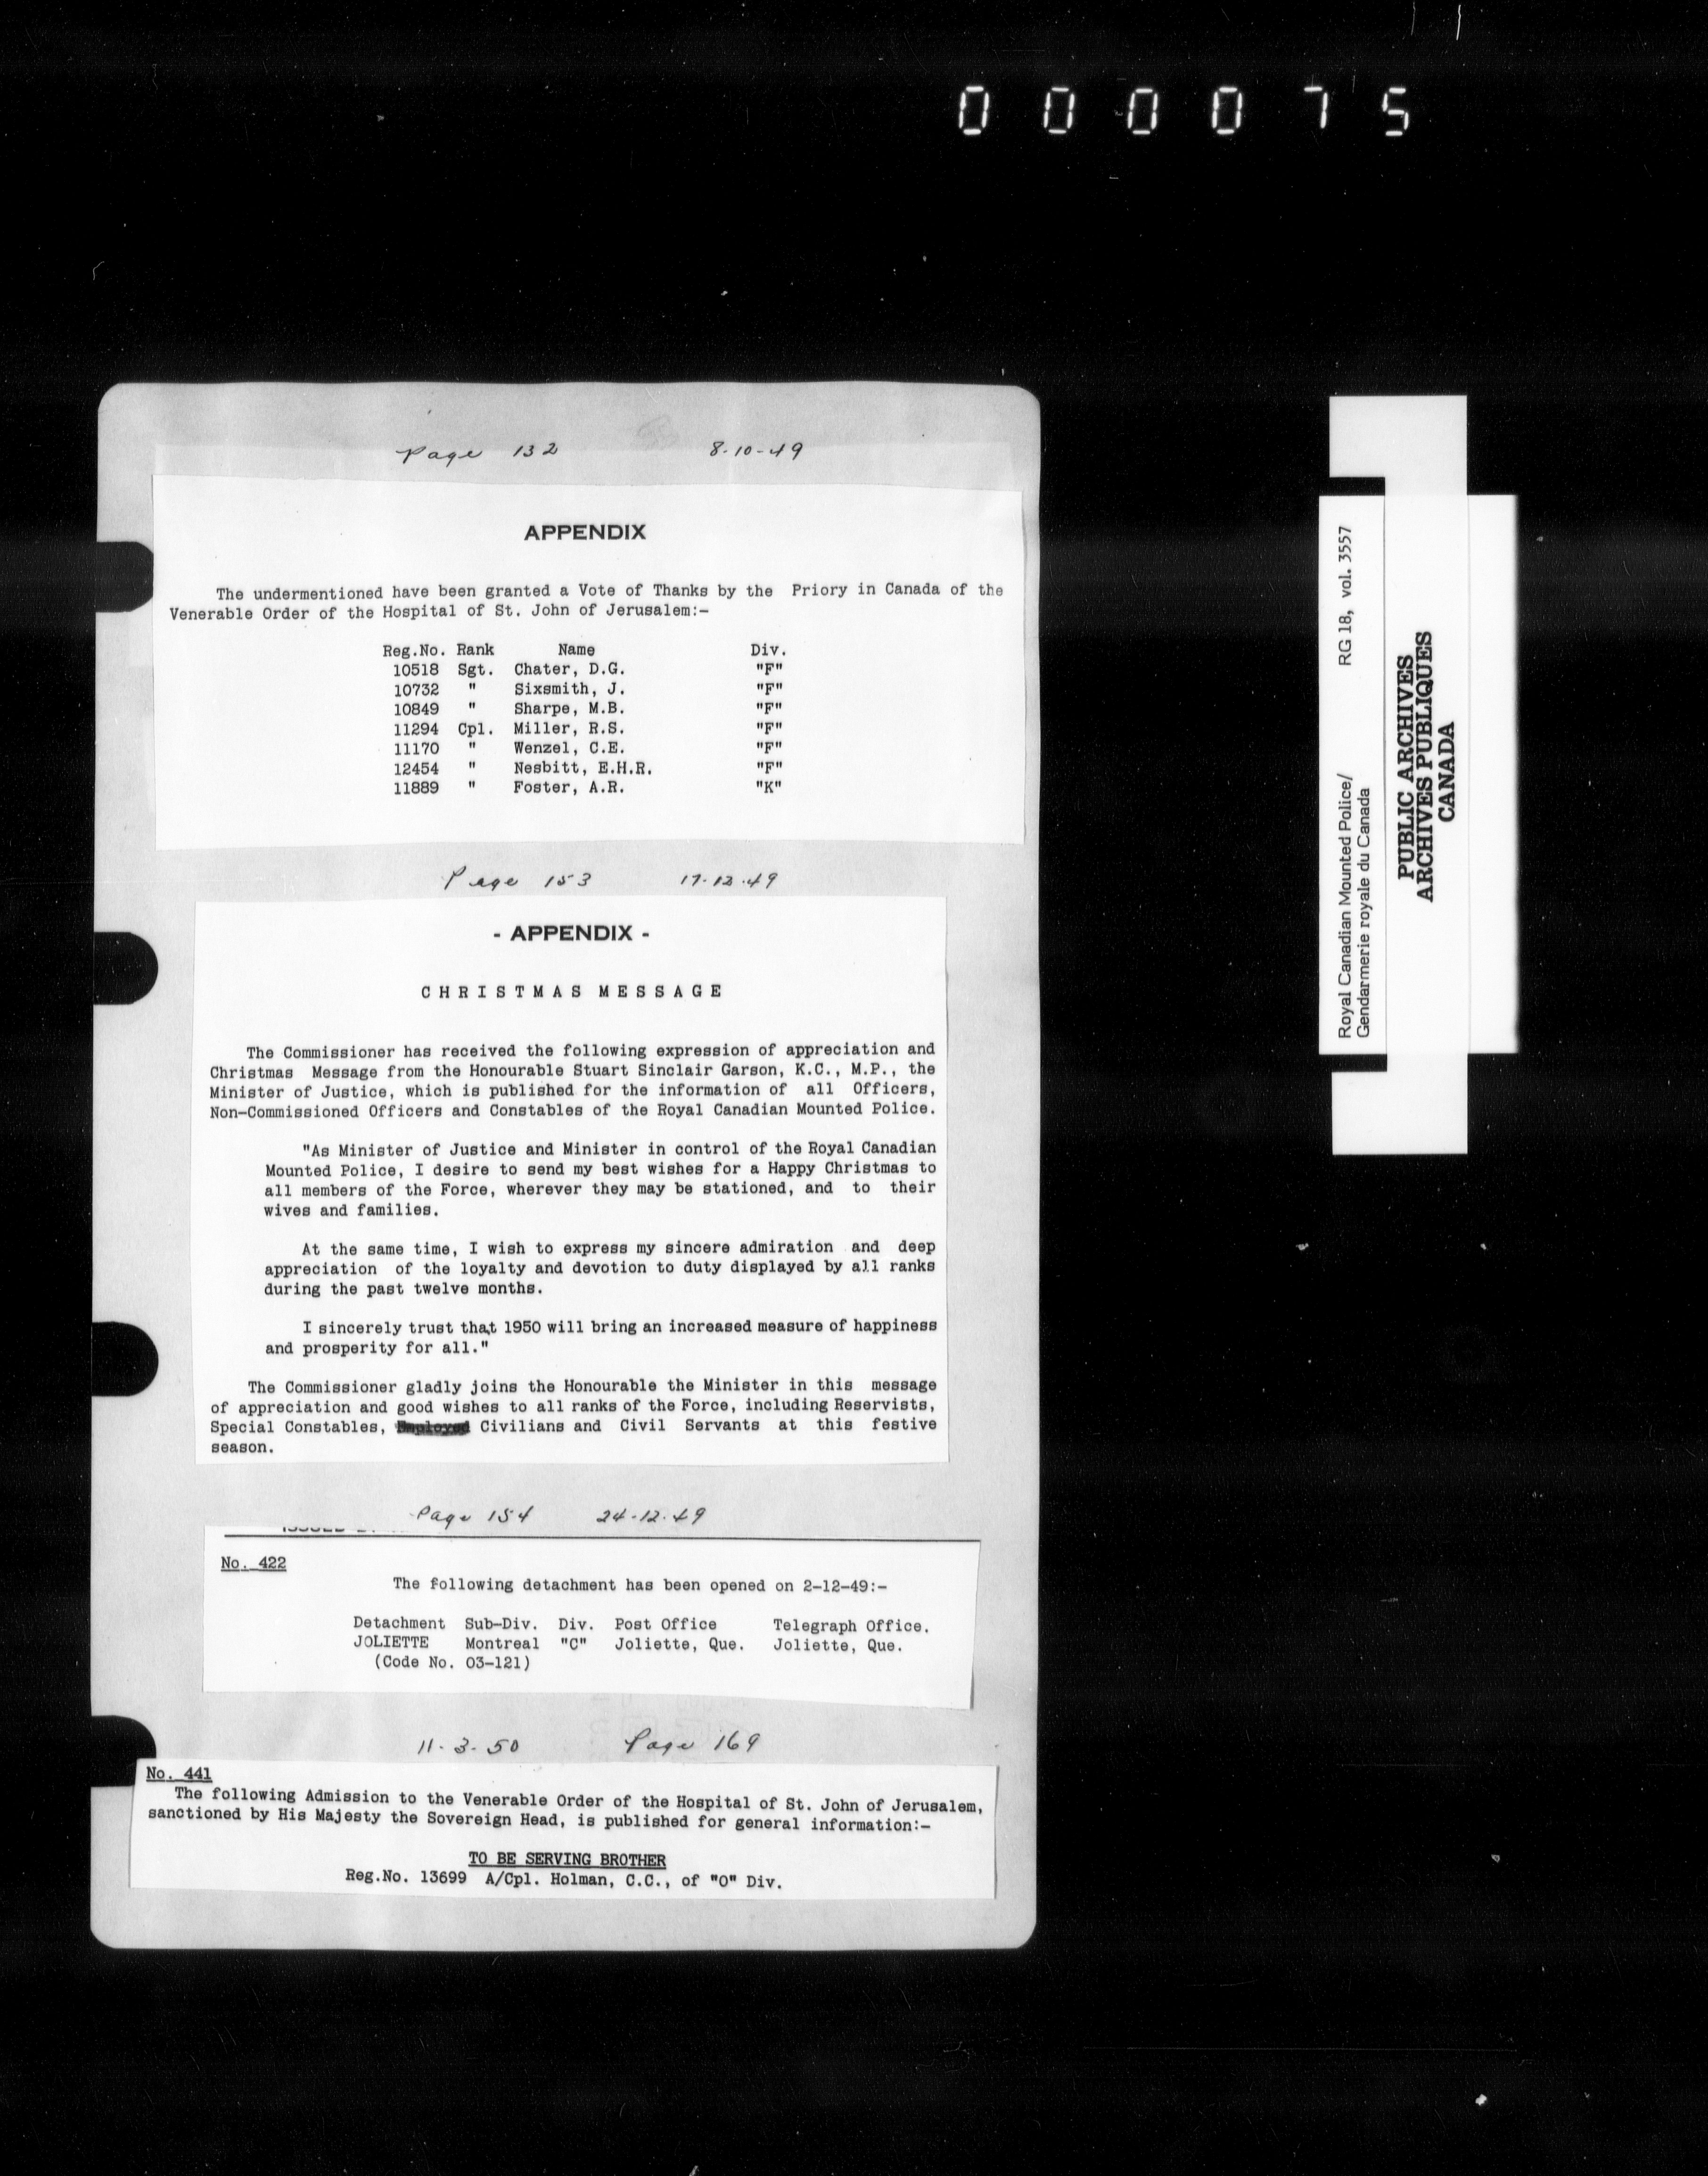 000075
Page 132 8-10-49
APPENDIX
The undermentioned have been granted a Vote of Thanks by the Priory in Canada of the
Venerable Order of the Hospital of St. John of Jerusalem:-
Reg.No. Rank Name Div.
10518 Sgt. Chater, D.G. "F"
10732 " Sixsmith, J. "F"
10849 " Sharpe, M.B. "F"
11294 Cpl. Miller, R.S. "F"
11170 " Wenzel, C.E. "F"
12454 " Nesbitt, E.H.R. "F"
11889 " Foster, A.R. "K"
Page 153 17-12-49
- APPENDIX -
CHRISTMAS MESSAGE
The Commissioner has received the following expression of appreciation and
Christmas Message from the Honourable Stuart Sinclair Garson, K.C., M.P., the
Minister of Justice, which is published for the information of all Officers,
Non-Commissioned Officers and Constables of the Royal Canadian Mounted Police.
"As Minister of Justice and Minister in control of the Royal Canadian
Mounted Police, I desire to send my best wishes for a Happy Christmas to
all members of the Force, wherever they may be stationed, and to their
wives and families.
At the same time, I wish to express my sincere admiration and deep
appreciation of the loyalty and devotion to duty displayed by all ranks
during the past twelve months.
I sincerely trust that 1950 will bring an increased measure of happiness
and prosperity for all."
The Commissioner gladly joins the Honourable the Minister in this message
of appreciation and good wishes to all ranks of the Force, including Reservists,
Special Constables, Civilians and Civil Servants at this festive
season.
Page 154 24-12-49
No. 422
The following detachment has been opened on 2-12-49:-
Detachment Sub-Div. Div. Post Office Telegraph Office.
JOLIETTE Montreal "C" Joliette, Que. Joliette, Que.
(Code No. 03-121)
11-3-50 Page 169
No. 441
The following Admission to the Venerable Order of the Hospital of St. John of Jerusalem,
sanctioned by His Majesty the Sovereign Head, is published for general information:-
TO BE SERVING BROTHER
Reg.No. 13699 A/Cpl. Holman, C.C., of "O" Div.
Royal Canadian Mounted Police/ RG 18, vol. 3557
Gendarmerie royale du Canada
PUBLIC ARCHIVES
ARCHIVES PUBLIQUES
CANADA